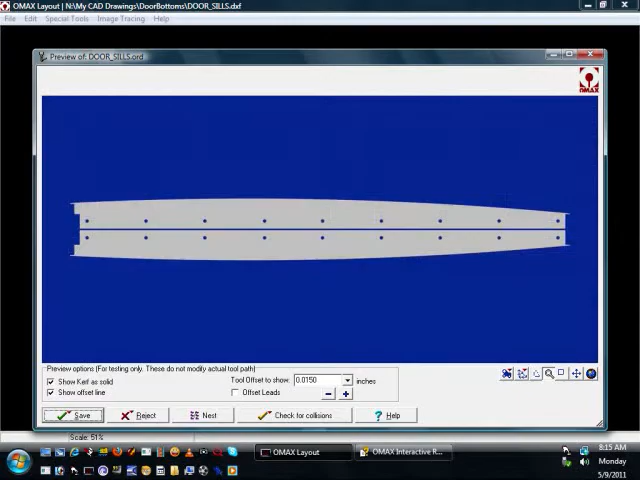 OMAX Layout | N:\My CAD Drawings\DoorBottoms\DOOR_SILLS.dxf
File Edit Special Tools Image Tracing Help
Preview of: DOOR_SILLS.ord
OMAX
Preview options (For testing only. These do not modify actual tool path)
Show Kerf as solid
Tool Offset to show: 0.0150 inches
Show offset line
Offset Leads
Save Reject Nest Check for collisions Help
Scale: 51%
OMAX Layout
OMAX Interactive R...
8:15 AM
Monday
5/9/2011